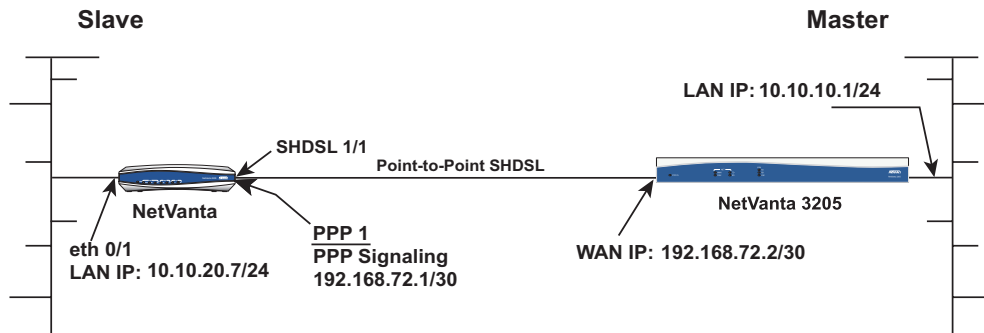 Slave
Master
LAN IP: 10.10.10.1/24
SHDSL 1/1
Point-to-Point SHDSL
NetVanta
NetVanta 3205
eth 0/1
LAN IP: 10.10.20.7/24
PPP 1
PPP Signaling
192.168.72.1/30
WAN IP: 192.168.72.2/30